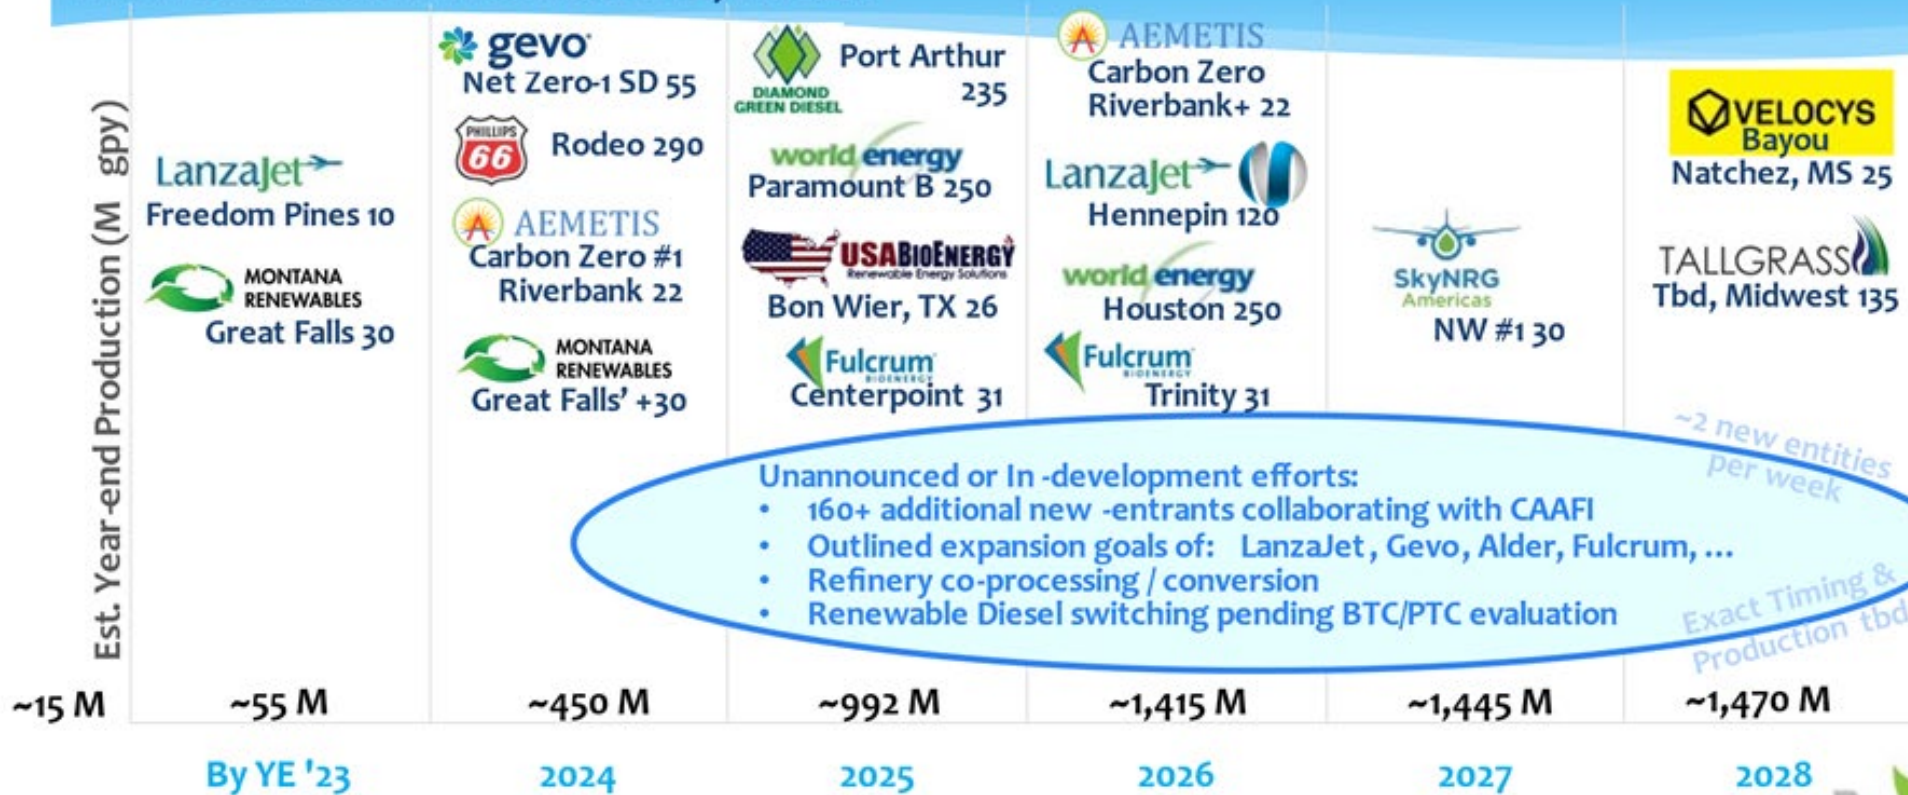 Est. Year-end Production (M gpy)
~15 M
LanzaJet
Freedom Pines 10
MONTANA
RENEWABLES
Great Falls 30
~55 M
By YE '23
gevo
Net Zero-1 SD 55
PHILLIPS
66
Rodeo 290
AEMETIS
Carbon Zero #1
Riverbank 22
MONTANA
RENEWABLES
Great Falls' +30
~450 M
2024
DIAMOND
GREEN DIESEL
Port Arthur
235
world energy
Paramount B 250
USABIOENERGY
Renewable Energy Solutions
Bon Wier, TX 26
Fulcrum
BIOENERGY
Centerpoint 31
~992 M
2025
AEMETIS
Carbon Zero
Riverbank+ 22
LanzaJet
Hennepin 120
world energy
Houston 250
Fulcrum
BIOENERGY
Trinity 31
~1,415 M
2026
SkyNRG
Americas
NW #1 30
~1,445 M
2027
VELOCYS
Bayou
Natchez, MS 25
TALLGRASS
Tbd, Midwest 135
~1,470 M
2028
Unannounced or In -development efforts:
• 160+ additional new -entrants collaborating with CAAFI
• Outlined expansion goals of: LanzaJet, Gevo, Alder, Fulcrum, ...
• Refinery co-processing / conversion
• Renewable Diesel switching pending BTC/PTC evaluation
~2 new entities
per week
Exact Timing &
Production tbd